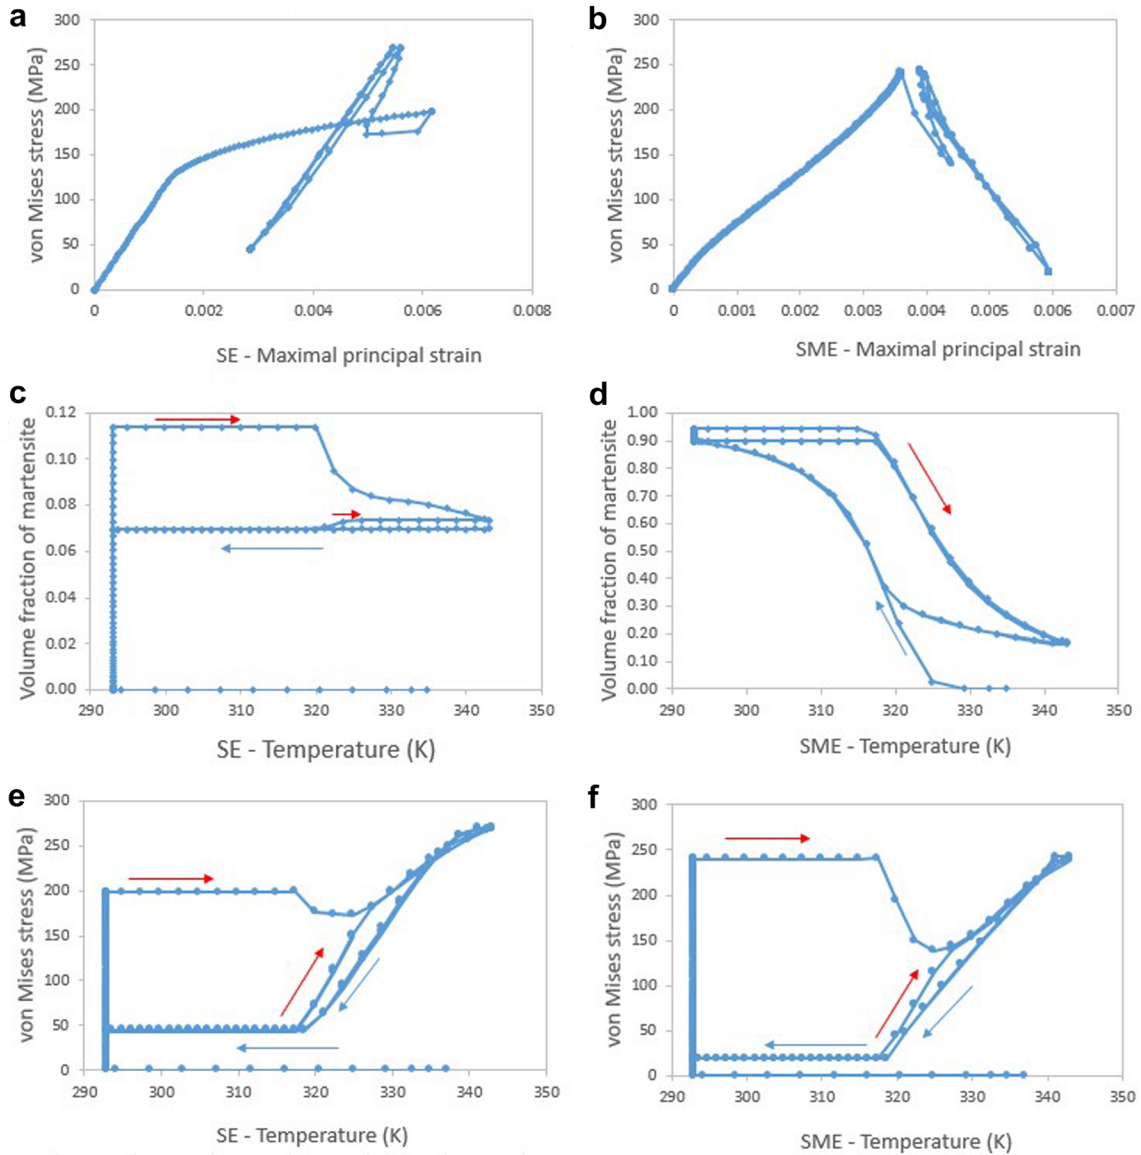 a
300
250
200
150
100
50
0
von Mises stress (MPa)
0 0.002 0.004 0.006 0.008
SE - Maximal principal strain
b
300
250
200
150
100
50
0
von Mises stress (MPa)
0 0.001 0.002 0.003 0.004 0.005 0.006 0.007
SME - Maximal principal strain
c
0.12
0.10
0.08
0.06
0.04
0.02
0.00
Volume fraction of martensite
290 300 310 320 330 340 350
SE - Temperature (K)
d
1.00
0.90
0.80
0.70
0.60
0.50
0.40
0.30
0.20
0.10
0.00
Volume fraction of martensite
290 300 310 320 330 340 350
SME - Temperature (K)
e
300
250
200
150
100
50
0
von Mises stress (MPa)
290 300 310 320 330 340 350
SE - Temperature (K)
f
300
250
200
150
100
50
0
von Mises stress (MPa)
290 300 310 320 330 340 350
SME - Temperature (K)